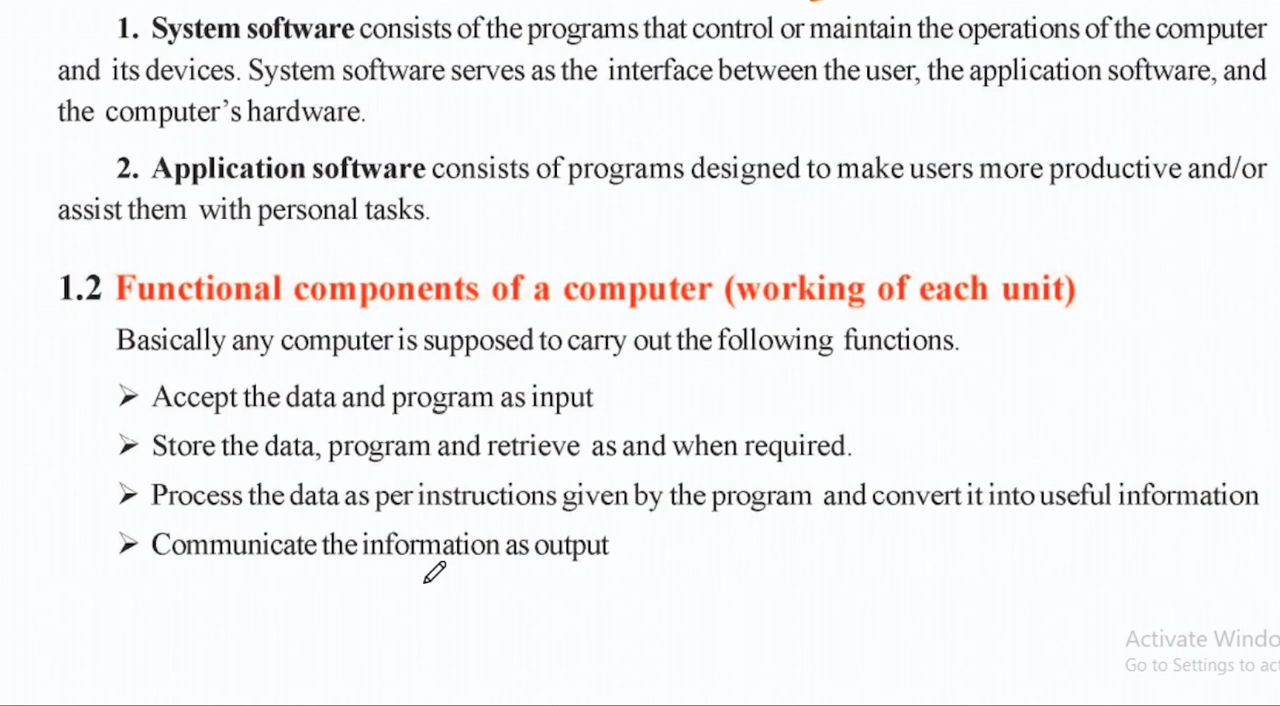 1. System software consists of the programs that control or maintain the operations of the computer
and its devices. System software serves as the interface between the user, the application software, and
the computer's hardware.
2. Application software consists of programs designed to make users more productive and/or
assist them with personal tasks.
1.2 Functional components of a computer (working of each unit)
Basically any computer is supposed to carry out the following functions.
➢ Accept the data and program as input
➢ Store the data, program and retrieve as and when required.
➢ Process the data as per instructions given by the program and convert it into useful information
➢ Communicate the information as output
Activate Windo
Go to Settings to act